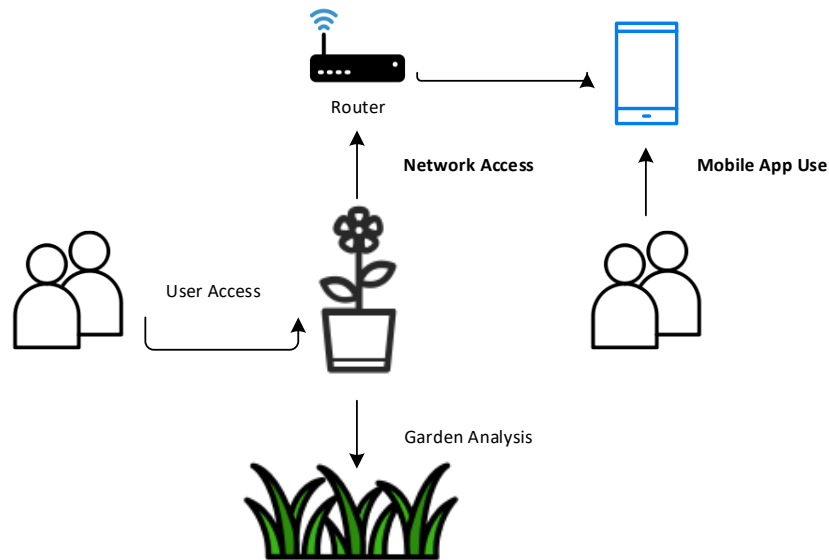 Router
Network Access
Mobile App Use
User Access
Garden Analysis